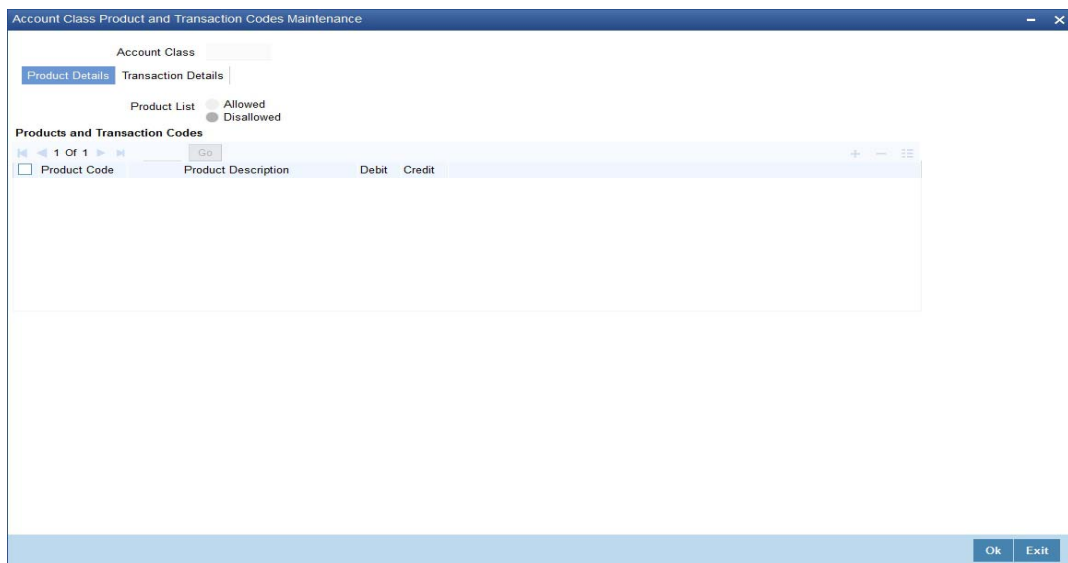 Account Class Product and Transaction Codes Maintenance
Account Class
Product Details Transaction Details
Product List Allowed
Disallowed
Products and Transaction Codes
1 Of 1 Go
Product Code Product Description Debit Credit
Ok Exit